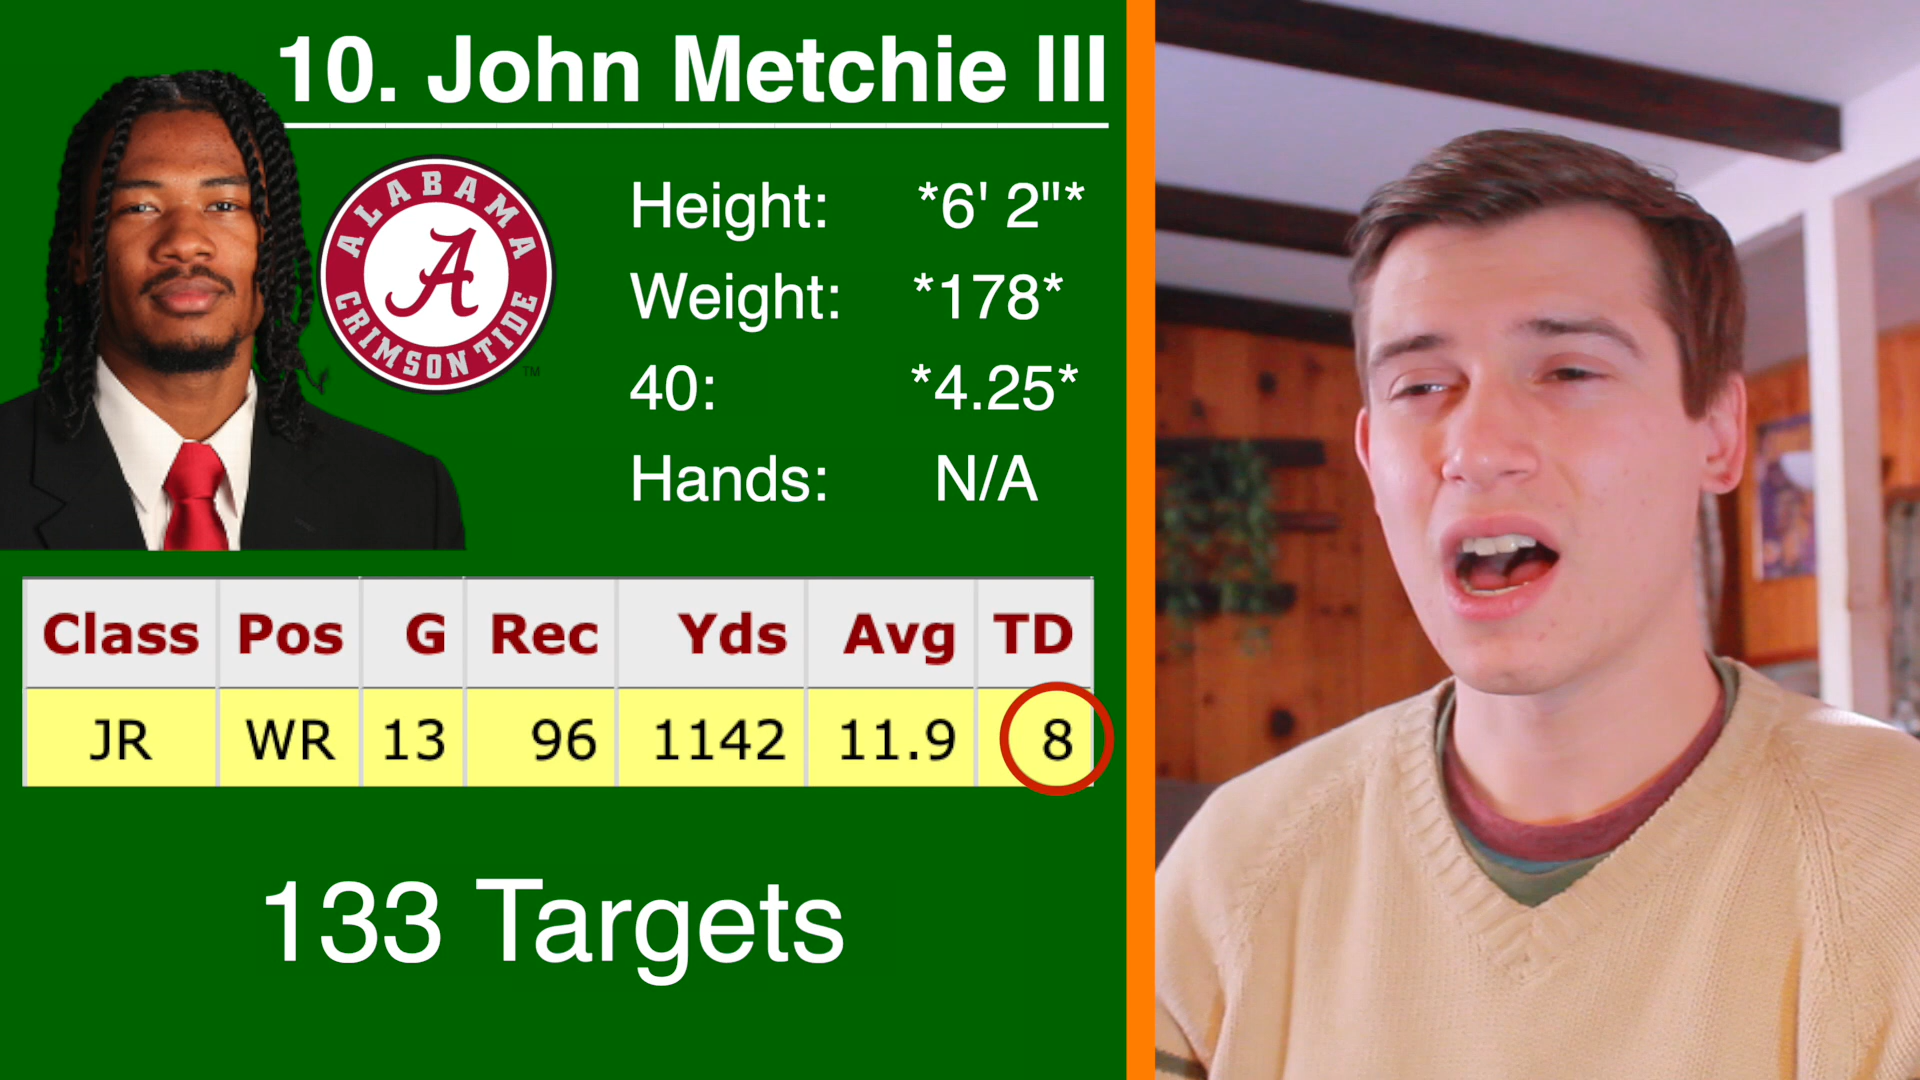 10. John Metchie III
ALABAMA
A
CRIMSON TIDE
TM
Height: *6' 2"*
Weight: *178*
40: *4.25*
Hands: N/A
Class Pos G Rec Yds Avg TD
JR WR 13 96 1142 11.9 8
133 Targets